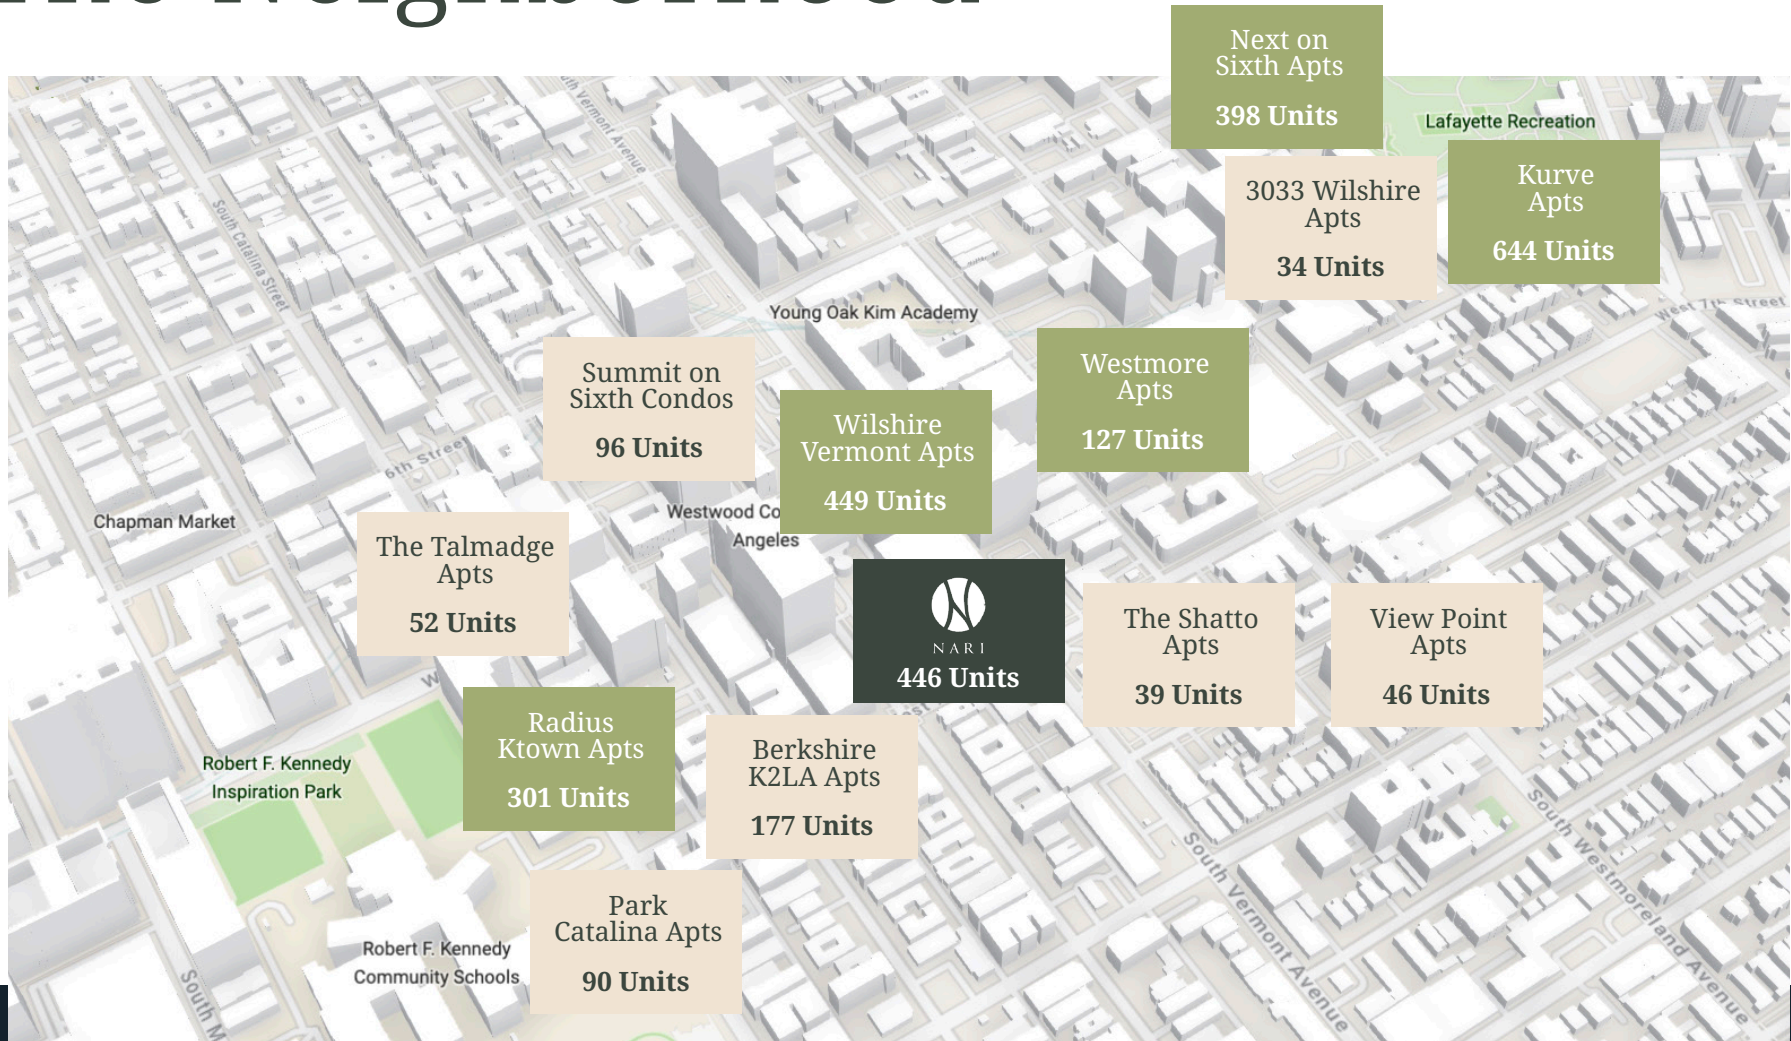 The Neighborhood
Next on
Sixth Apts
398 Units
Lafayette Recreation
South Vermont Avenue
3033 Wilshire
Apts
34 Units
Kurve
Apts
644 Units
South Catalina Street
Young Oak Kim Academy
West 7th Street
Summit on
Sixth Condos
96 Units
Wilshire
Vermont Apts
449 Units
Westmore
Apts
127 Units
6th Street
Chapman Market
Westwood Co
Angeles
The Talmadge
Apts
52 Units
NARI
446 Units
The Shatto
Apts
39 Units
View Point
Apts
46 Units
Radius
Ktown Apts
301 Units
Berkshire
K2LA Apts
177 Units
Robert F. Kennedy
Inspiration Park
South Vermont Avenue
South Westmoreland Avenue
Park
Catalina Apts
90 Units
Robert F. Kennedy
Community Schools
South M